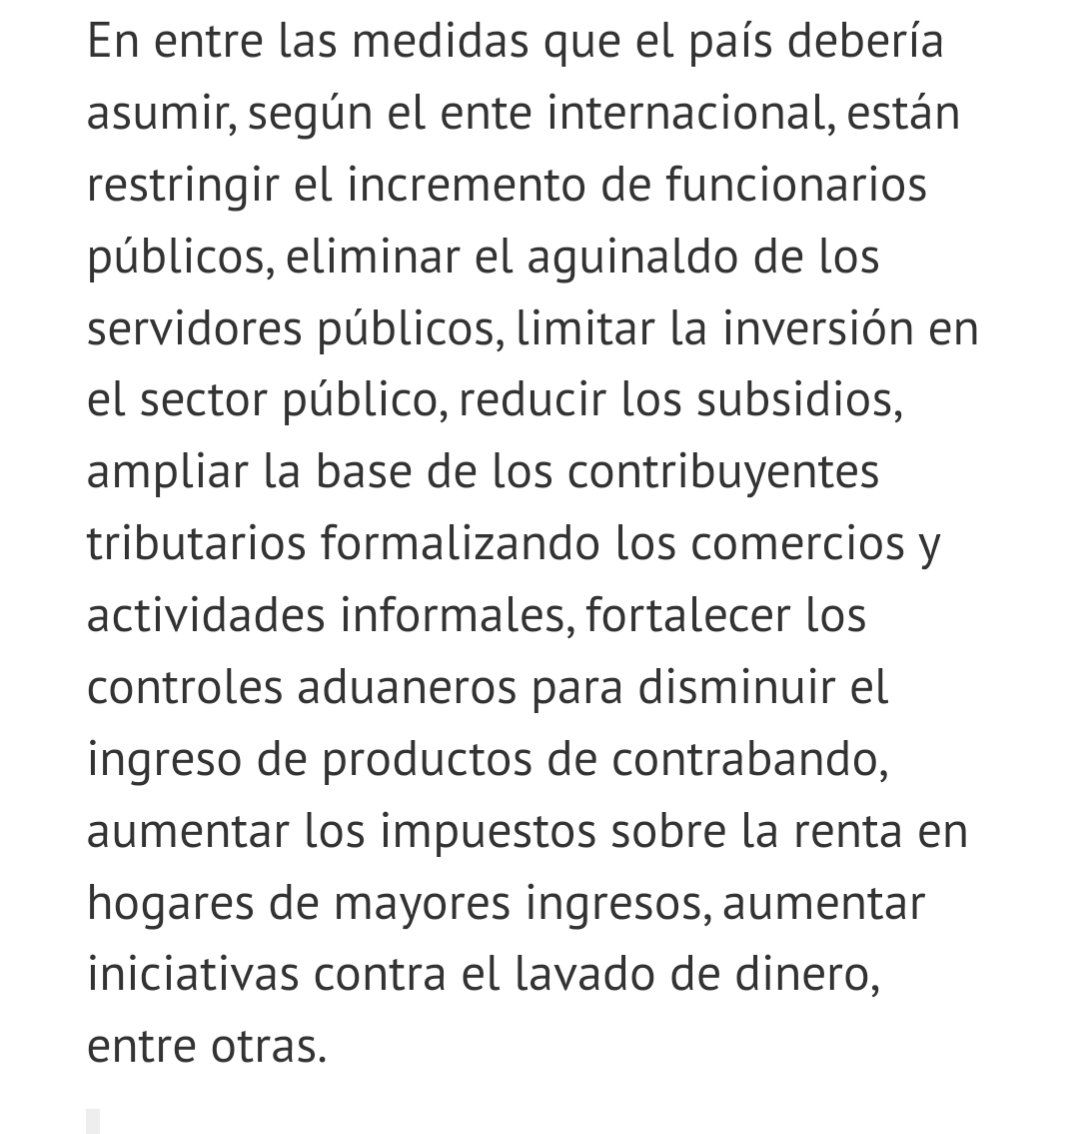 En entre las medidas que el país debería
asumir, según el ente internacional, están
restringir el incremento de funcionarios
públicos, eliminar el aguinaldo de los
servidores públicos, limitar la inversión en
el sector público, reducir los subsidios,
ampliar la base de los contribuyentes
tributarios formalizando los comercios y
actividades informales, fortalecer los
controles aduaneros para disminuir el
ingreso de productos de contrabando,
aumentar los impuestos sobre la renta en
hogares de mayores ingresos, aumentar
iniciativas contra el lavado de dinero,
entre otras.